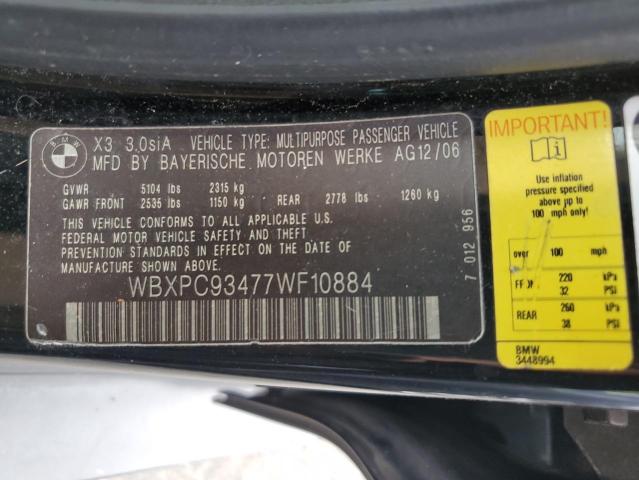 BMW
X3 3.0siA VEHICLE TYPE: MULTIPURPOSE PASSENGER VEHICLE
MFD BY BAYERISCHE MOTOREN WERKE AG 12/06
GVWR 5104 lbs 2315 kg
GAWR FRONT 2535 lbs 1150 kg REAR 2778 lbs 1260 kg
THIS VEHICLE CONFORMS TO ALL APPLICABLE U.S.
FEDERAL MOTOR VEHICLE SAFETY AND THEFT
PREVENTION STANDARDS IN EFFECT ON THE DATE OF
MANUFACTURE SHOWN ABOVE.
WBXPC93477WF10884
7 012 956
IMPORTANT!
Use inflation
pressure specified
above up to
100 mph only!
over 100 mph
220 kPa
32 PSI
REAR 260 kPa
38 PSI
BMW
3448994